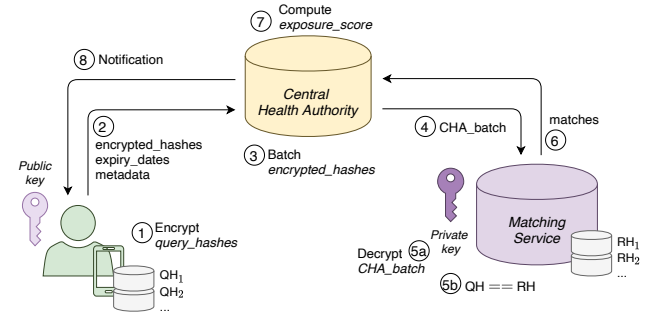 7 Compute
exposure_score
8 Notification
Central
Health Authority
2
encrypted_hashes
expiry_dates
metadata
4 CHA_batch
matches
6
3 Batch
encrypted_hashes
Public
key
1 Encrypt
query_hashes
Private
key
Matching
Service
Decrypt 5a
CHA_batch
5b QH == RH
RH1
RH2
...
QH1
QH2
...